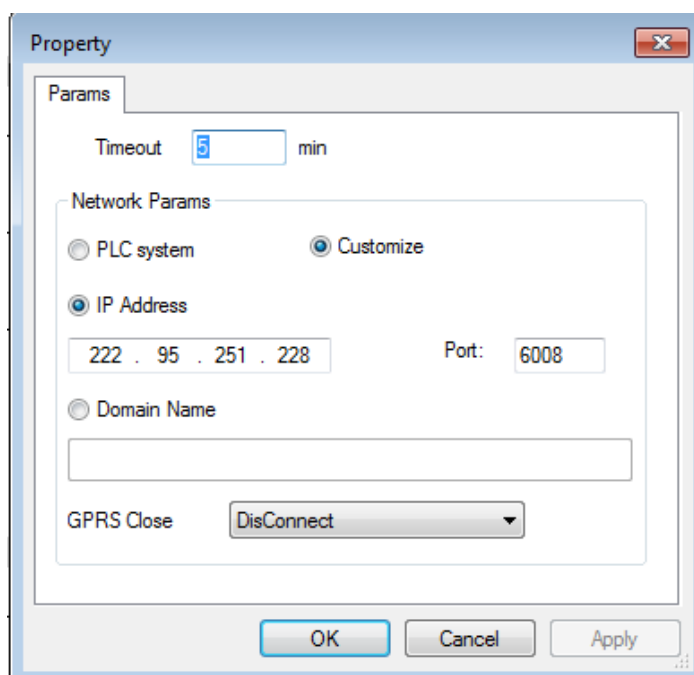 Property
Params
Timeout 5 min
Network Params
PLC system Customize
IP Address
222 . 95 . 251 . 228 Port: 6008
Domain Name
GPRS Close DisConnect
OK Cancel Apply